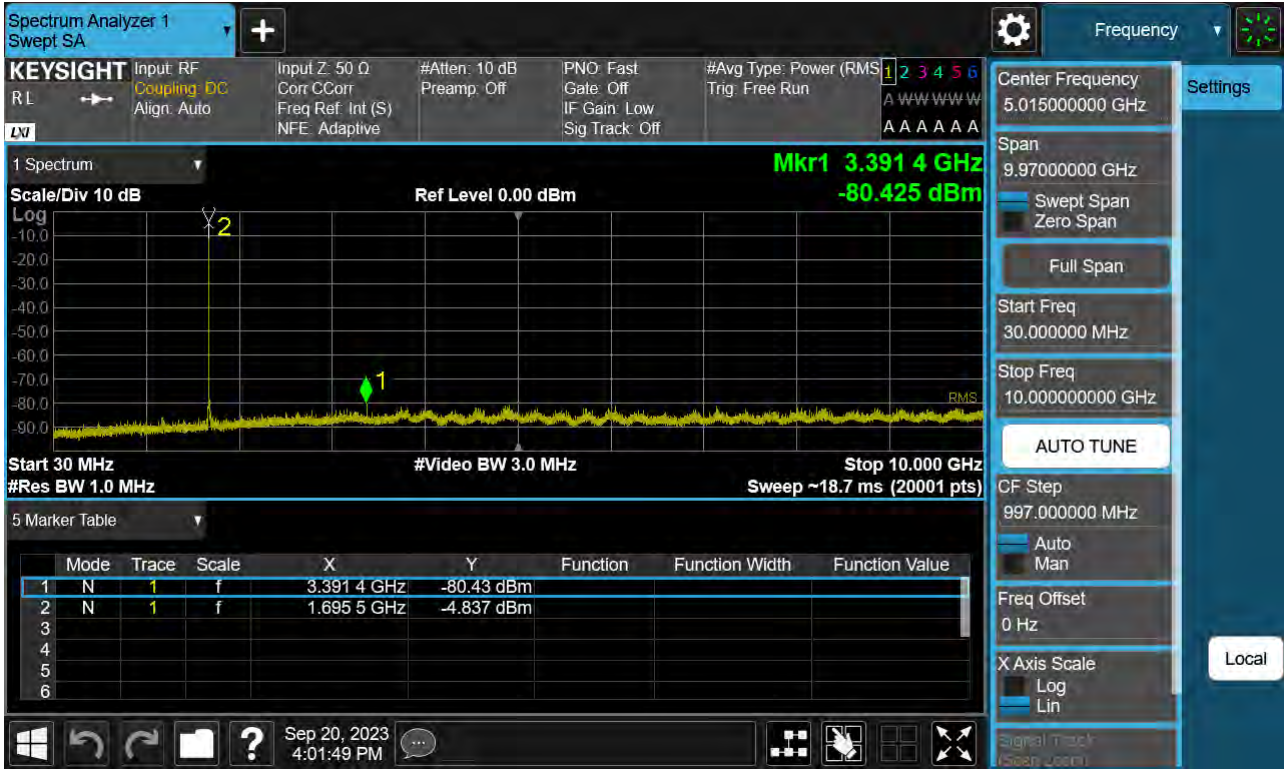 Spectrum Analyzer 1
Swept SA
Frequency
KEYSIGHT
RL
LXI
Input: RF
Coupling: DC
Align: Auto
Input Z: 50 Ω
Corr CCorr
Freq Ref: Int (S)
NFE: Adaptive
#Atten: 10 dB
Preamp: Off
PNO: Fast
Gate: Off
IF Gain: Low
Sig Track: Off
#Avg Type: Power (RMS
Trig: Free Run
1 2 3 4 5 6
A W W W W W
A A A A A A
1 Spectrum
Scale/Div 10 dB
Log
Ref Level 0.00 dBm
Mkr1 3.391 4 GHz
-80.425 dBm
-10.0
-20.0
-30.0
-40.0
-50.0
-60.0
-70.0
-80.0
-90.0
2
1
RMS
Start 30 MHz
#Video BW 3.0 MHz
Stop 10.000 GHz
#Res BW 1.0 MHz
Sweep ~18.7 ms (20001 pts)
5 Marker Table
Mode Trace Scale X Y Function Function Width Function Value
1 N 1 f 3.391 4 GHz -80.43 dBm
2 N 1 f 1.695 5 GHz -4.837 dBm
3
4
5
6
Sep 20, 2023
4:01:49 PM
Center Frequency
5.015000000 GHz
Span
9.97000000 GHz
Swept Span
Zero Span
Full Span
Start Freq
30.000000 MHz
Stop Freq
10.000000000 GHz
AUTO TUNE
CF Step
997.000000 MHz
Auto
Man
Freq Offset
0 Hz
X Axis Scale
Log
Lin
Signal Track
(Span Zoom)
Settings
Local